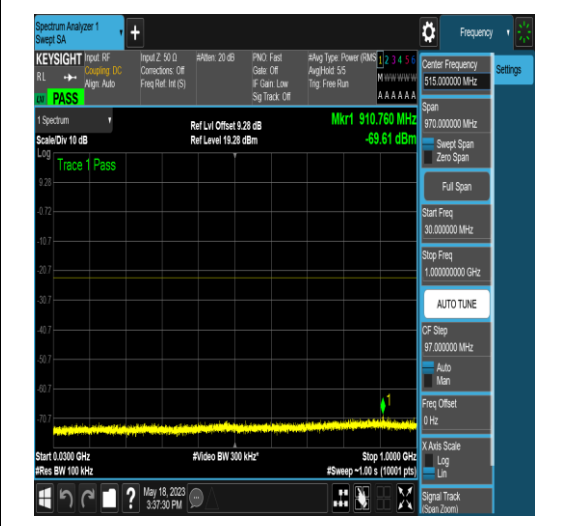 Spectrum Analyzer 1
Swept SA
+
Frequency
KEYSIGHT
Input: RF
Input Z: 50 Ω
#Atten: 20 dB
PNO: Fast
#Avg Type: Power (RMS
1 2 3 4 5 6
RL
Coupling: DC
Corrections: Off
Gate: Off
Avg|Hold: 5/5
M W W W W W
Align: Auto
Freq Ref: Int (S)
IF Gain: Low
Trig: Free Run
Sig Track: Off
A A A A A A
PASS
1 Spectrum
Ref Lvl Offset 9.28 dB
Mkr1 910.760 MHz
Scale/Div 10 dB
Ref Level 19.28 dBm
-69.61 dBm
Log
Trace 1 Pass
9.28
-0.72
-10.7
-20.7
-30.7
-40.7
-50.7
-60.7
-70.7
1
Start 0.0300 GHz
#Video BW 300 kHz*
Stop 1.0000 GHz
#Res BW 100 kHz
#Sweep ~1.00 s (10001 pts)
?
May 18, 2023
3:37:30 PM
Center Frequency
515.000000 MHz
Settings
Span
970.000000 MHz
Swept Span
Zero Span
Full Span
Start Freq
30.000000 MHz
Stop Freq
1.000000000 GHz
AUTO TUNE
CF Step
97.000000 MHz
Auto
Man
Freq Offset
0 Hz
X Axis Scale
Log
Lin
Signal Track
(Span Zoom)